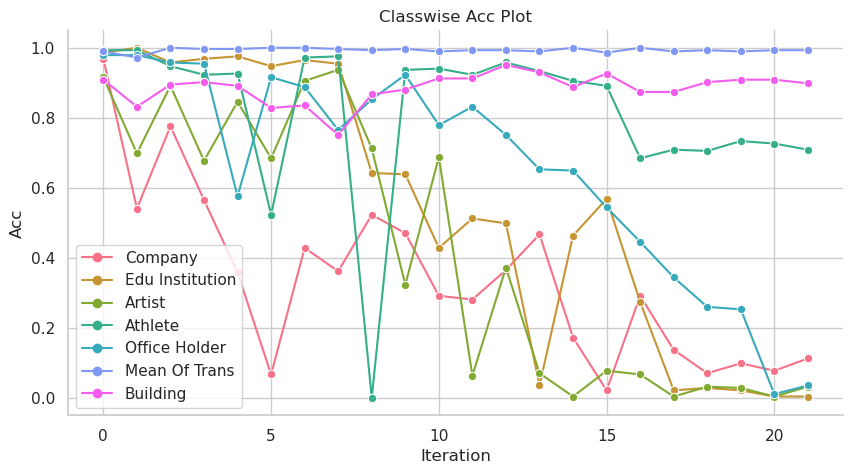 Classwise Acc Plot
1.0
0.8
0.6
0.4
0.2
0.0
Acc
Company
Edu Institution
Artist
Athlete
Office Holder
Mean Of Trans
Building
0 5 10 15 20
Iteration